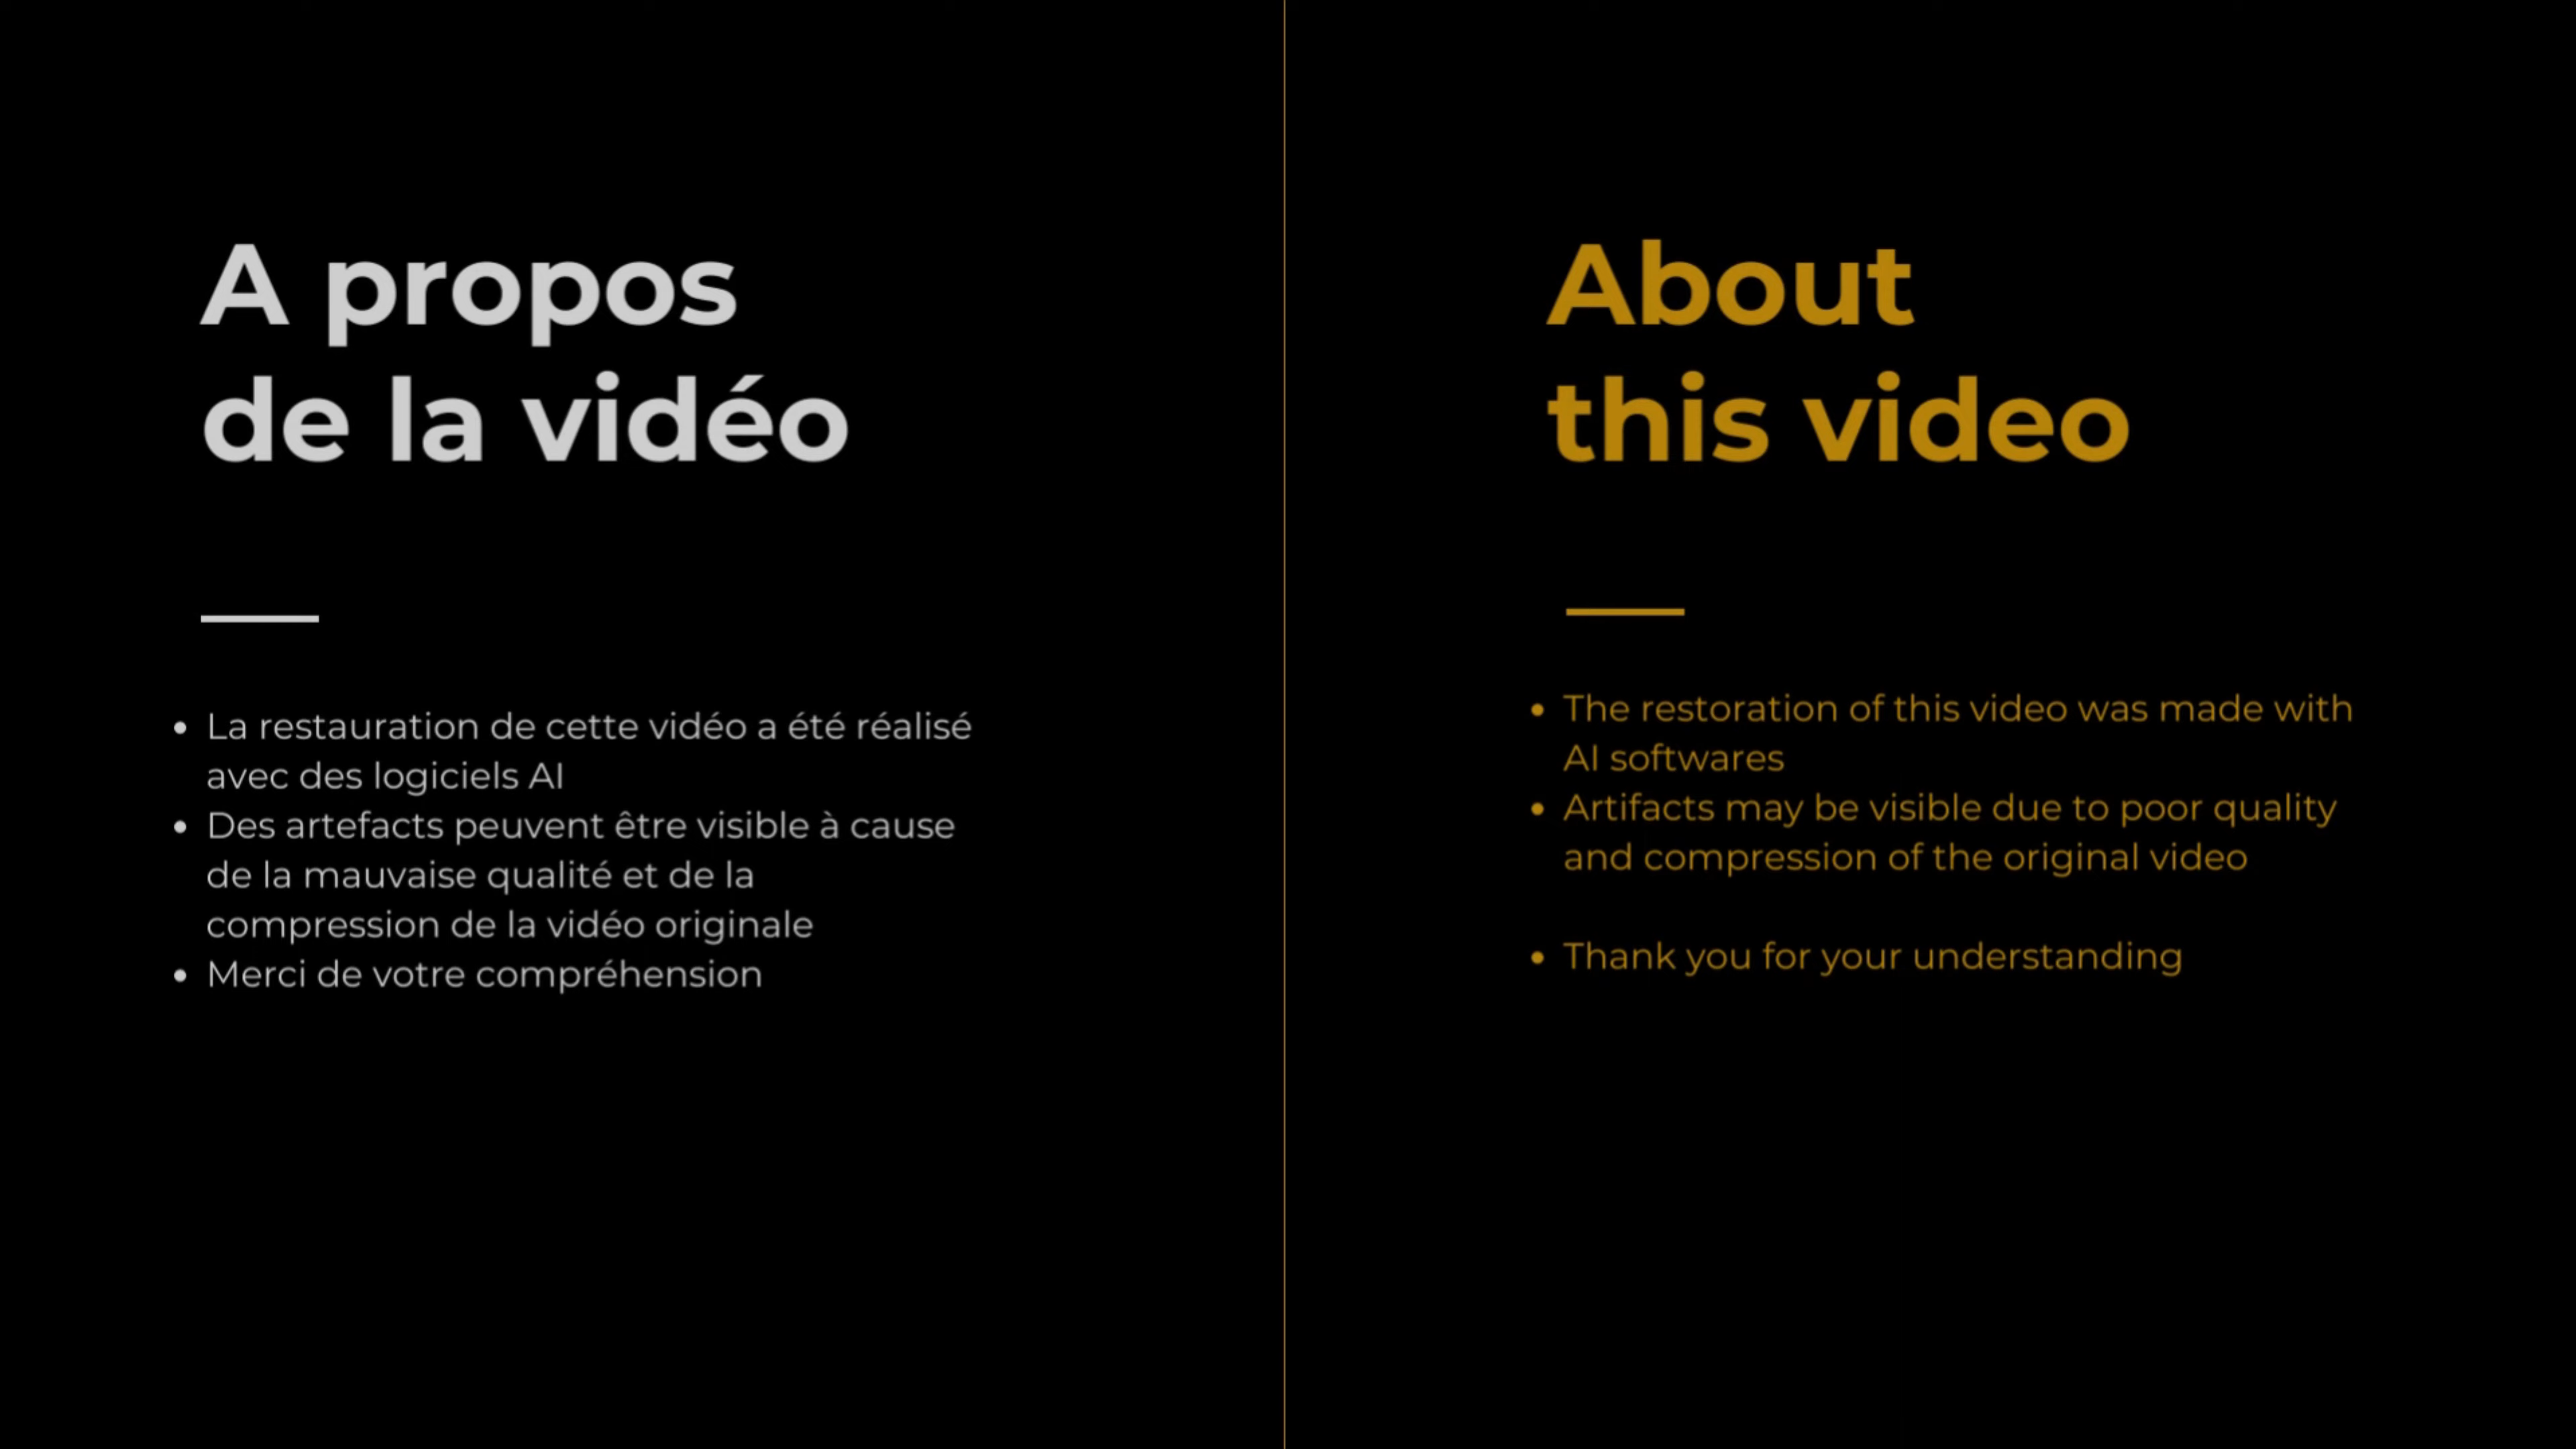 A propos
de la vidéo
• La restauration de cette vidéo a été réalisé
avec des logiciels AI
• Des artefacts peuvent être visible à cause
de la mauvaise qualité et de la
compression de la vidéo originale
• Merci de votre compréhension
About
this video
• The restoration of this video was made with
AI softwares
• Artifacts may be visible due to poor quality
and compression of the original video
• Thank you for your understanding